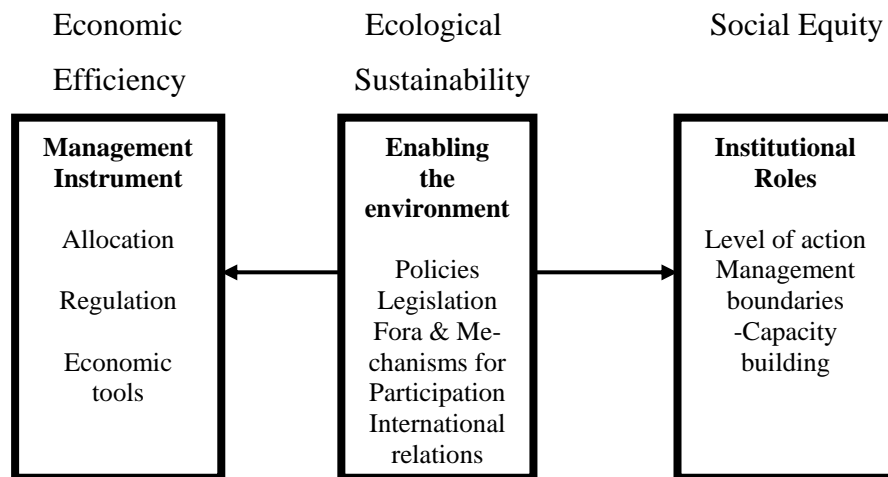 Economic
Efficiency
Ecological
Sustainability
Social Equity
Management
Instrument
Allocation
Regulation
Economic
tools
Enabling
the
environment
Policies
Legislation
Fora & Me-
chanisms for
Participation
International
relations
Institutional
Roles
Level of action
Management
boundaries
-Capacity
building